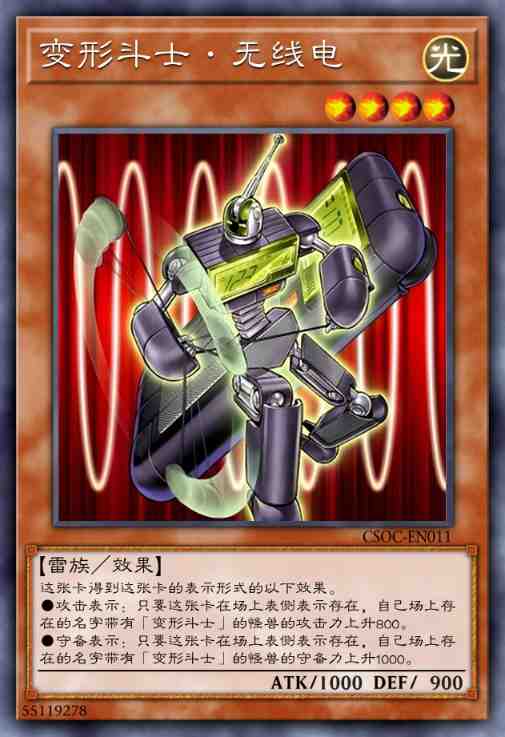 变形斗士·无线电
光
CSOC-EN011
【雷族／效果】
这张卡得到这张卡的表示形式的以下效果。
●攻击表示：只要这张卡在场上表侧表示存在，自己场上存
在的名字带有「变形斗士」的怪兽的攻击力上升800。
●守备表示：只要这张卡在场上表侧表示存在，自己场上存
在的名字带有「变形斗士」的怪兽的守备力上升1000。
ATK/1000 DEF/ 900
55119278